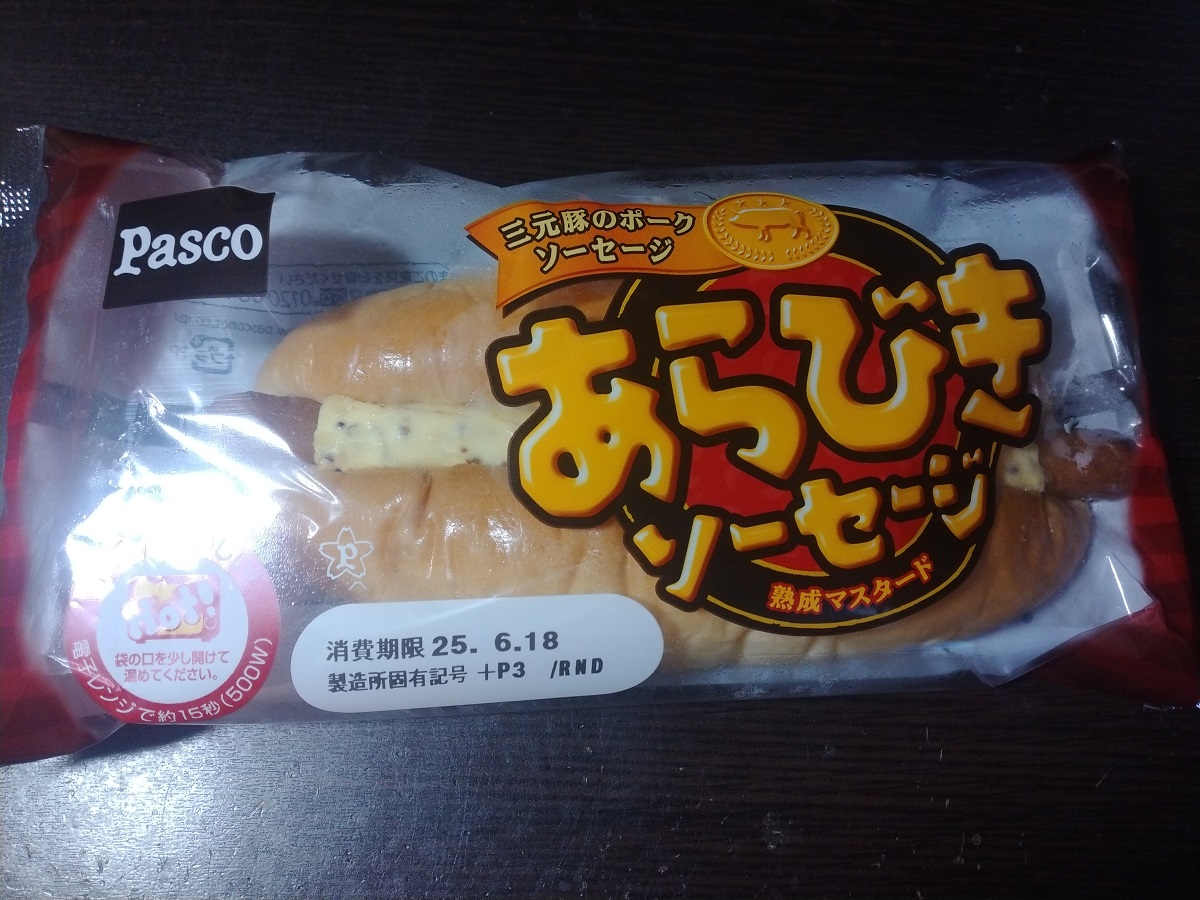 Pasco
三元豚のポーク
ソーセージ
あらびき
ソーセージ
熟成マスタード
Hot!
袋の口を少し開けて
温めてください。
電子レンジで約15秒(500W)
消費期限 25. 6.18
製造所固有記号 +P3 /RND